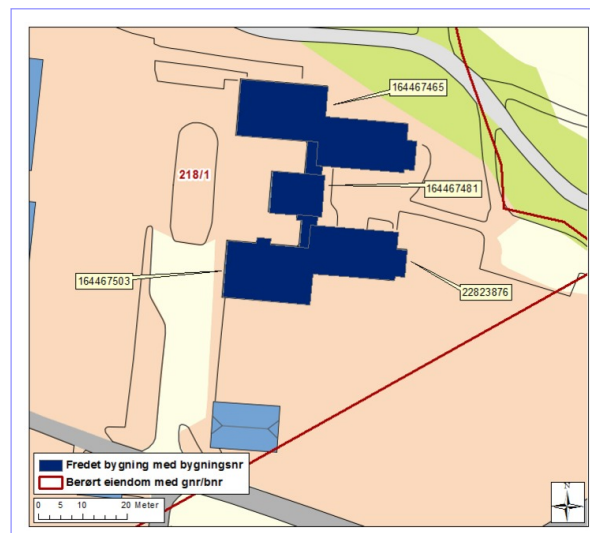 164467465
218/1
164467481
164467503
22823876
Fredet bygning med bygningsnr
Berørt eiendom med gnr/bnr
0 5 10 20 Meter
N